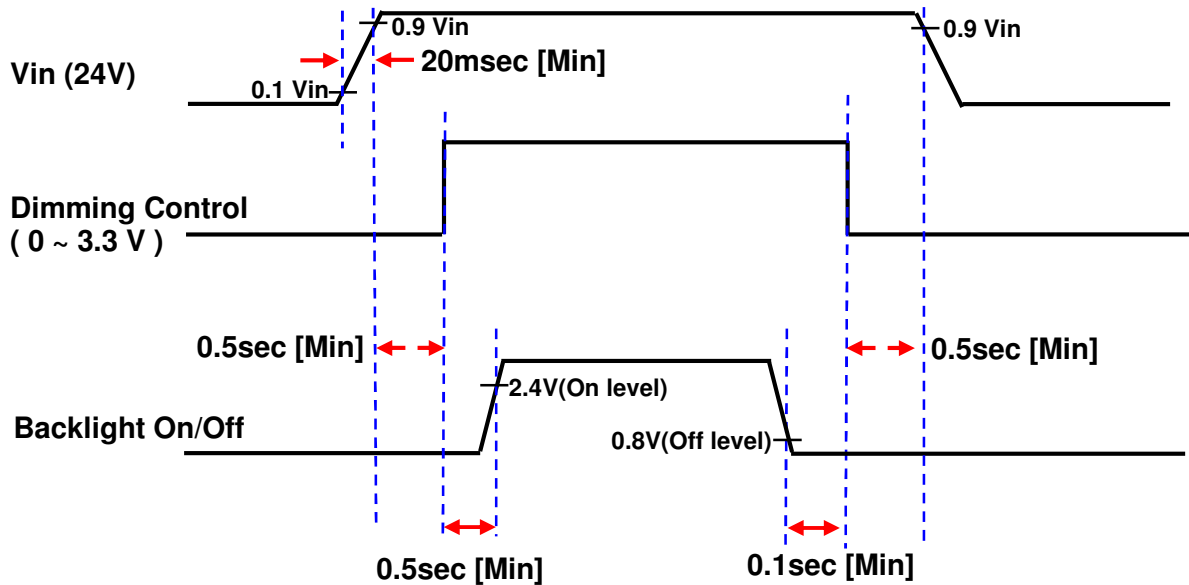 0.9 Vin
0.9 Vin
20msec [Min]
Vin (24V)
0.1 Vin
Dimming Control
( 0 ~ 3.3 V )
0.5sec [Min]
0.5sec [Min]
2.4V(On level)
Backlight On/Off
0.8V(Off level)
0.5sec [Min]
0.1sec [Min]